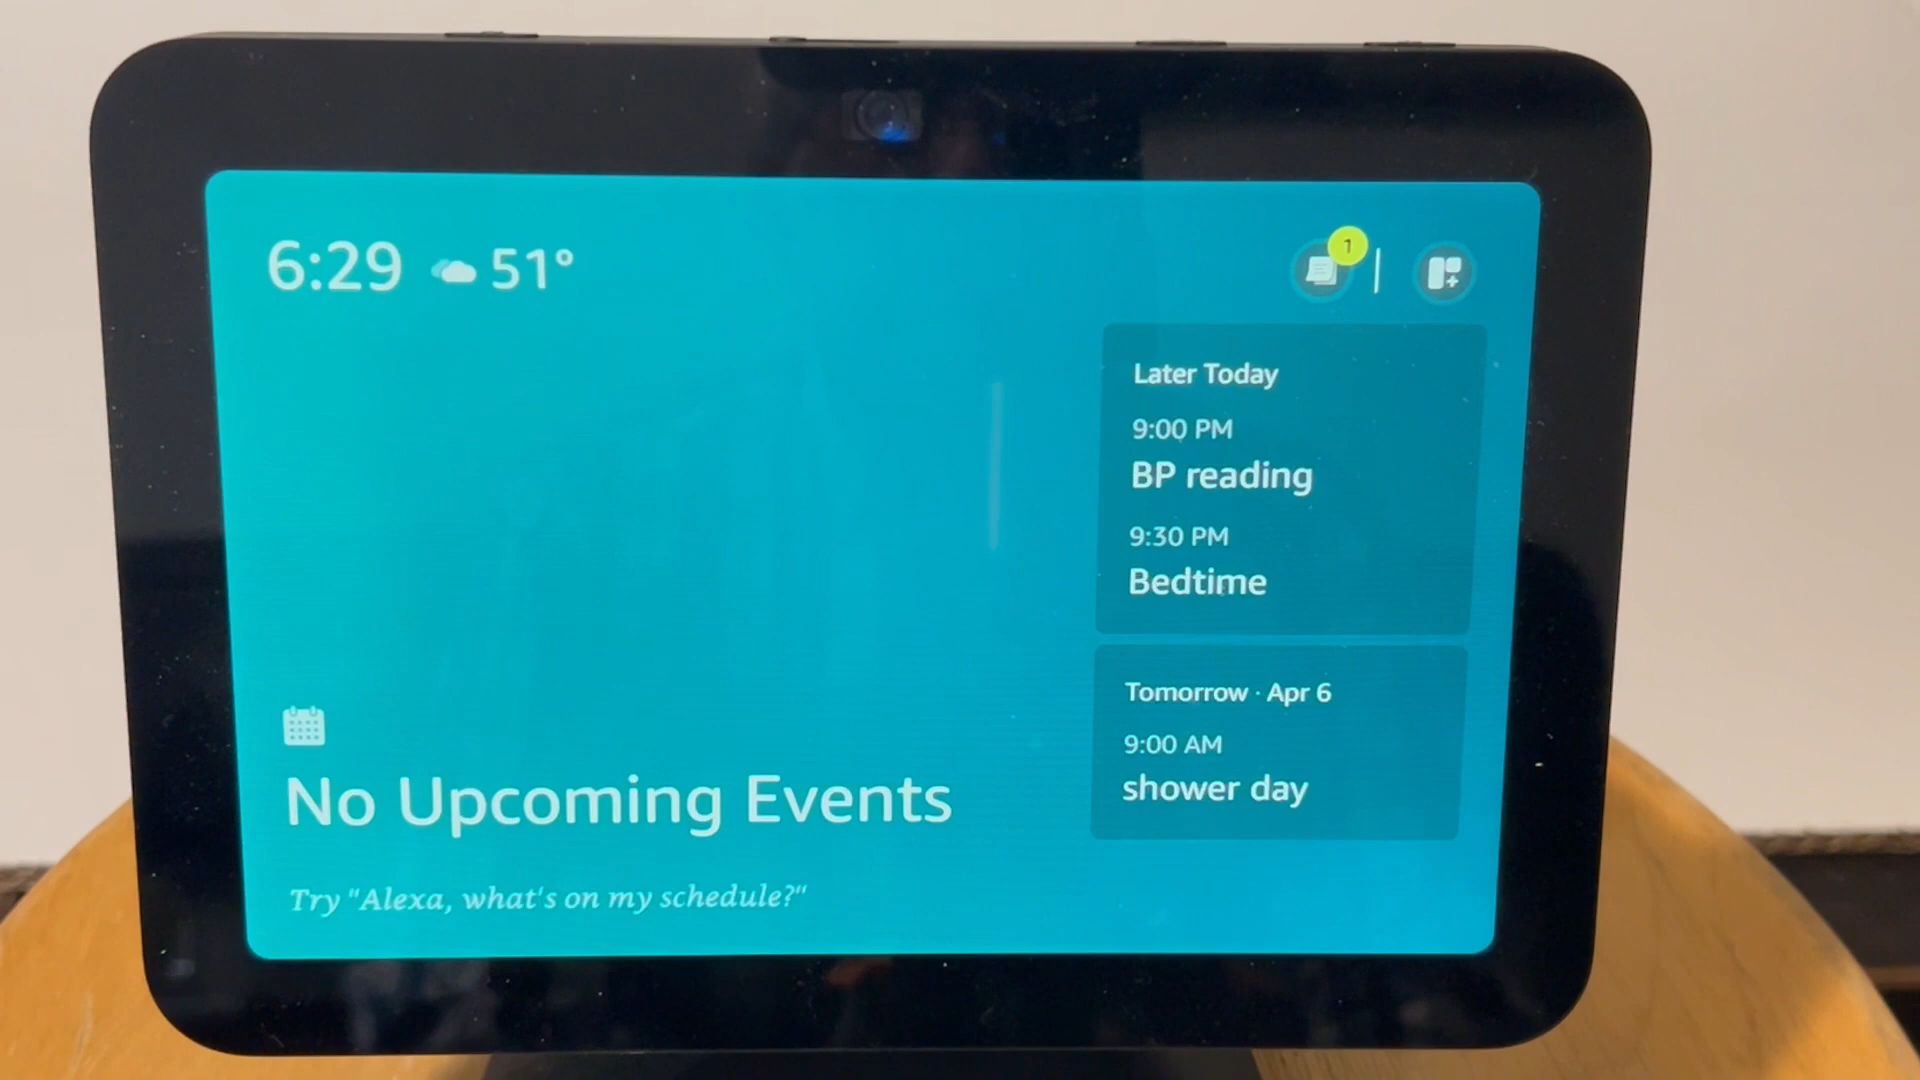 6:29 51°
1
Later Today
9:00 PM
BP reading
9:30 PM
Bedtime
Tomorrow · Apr 6
9:00 AM
shower day
No Upcoming Events
Try "Alexa, what's on my schedule?"